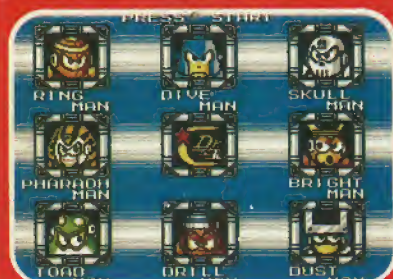 PRESS START
RING MAN
DIVE MAN
SKULL MAN
PHARAOH MAN
BRIGHT MAN
TOAD
DRILL
DUST